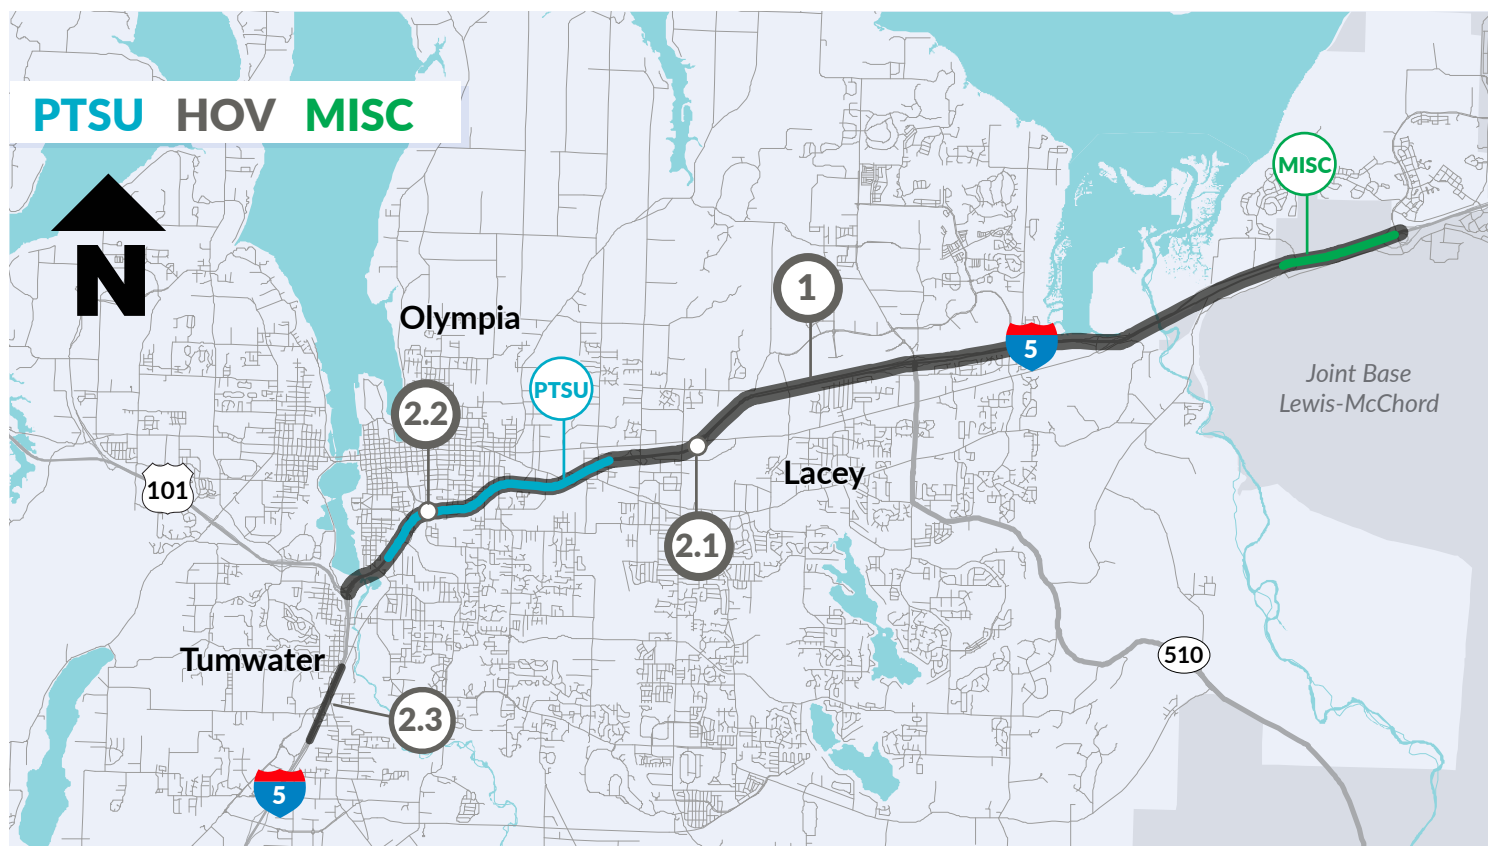 PTSU HOV MISC
N
MISC
1
Olympia
5
Joint Base
Lewis-McChord
PTSU
2.2
Lacey
101
2.1
510
Tumwater
2.3
5